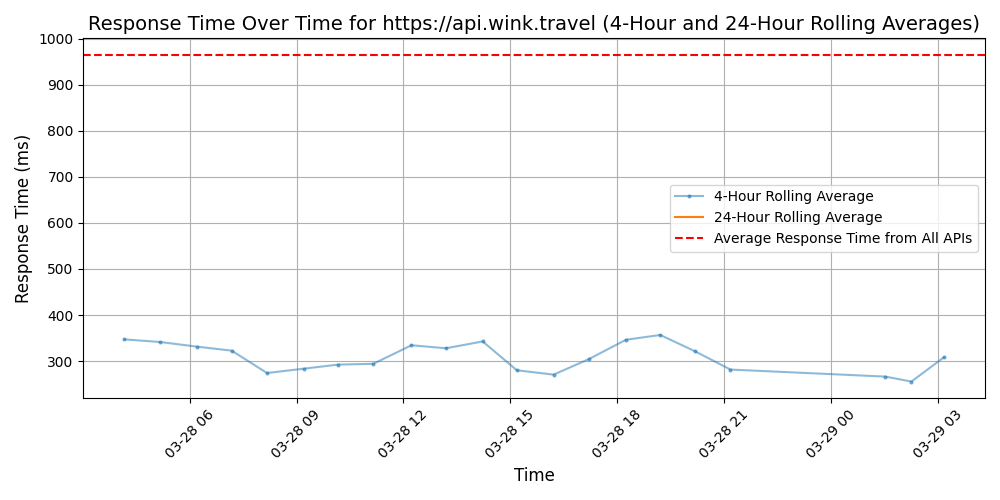 Response Time Over Time for https://api.wink.travel (4-Hour and 24-Hour Rolling Averages)
Response Time (ms)
1000
900
800
700
600
500
400
300
4-Hour Rolling Average
24-Hour Rolling Average
Average Response Time from All APIs
03-28 06
03-28 09
03-28 12
03-28 15
03-28 18
03-28 21
03-29 00
03-29 03
Time